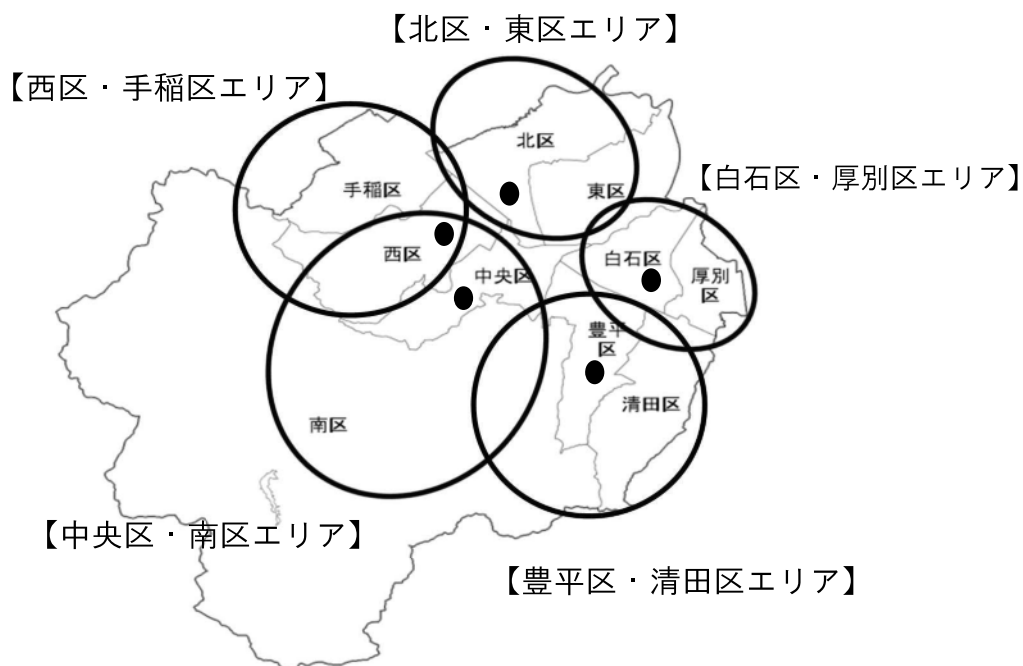 【北区・東区エリア】
【西区・手稲区エリア】
北区
手稲区
東区
【白石区・厚別区エリア】
西区
中央区
白石区
厚別
区
豊平
区
清田区
南区
【中央区・南区エリア】
【豊平区・清田区エリア】